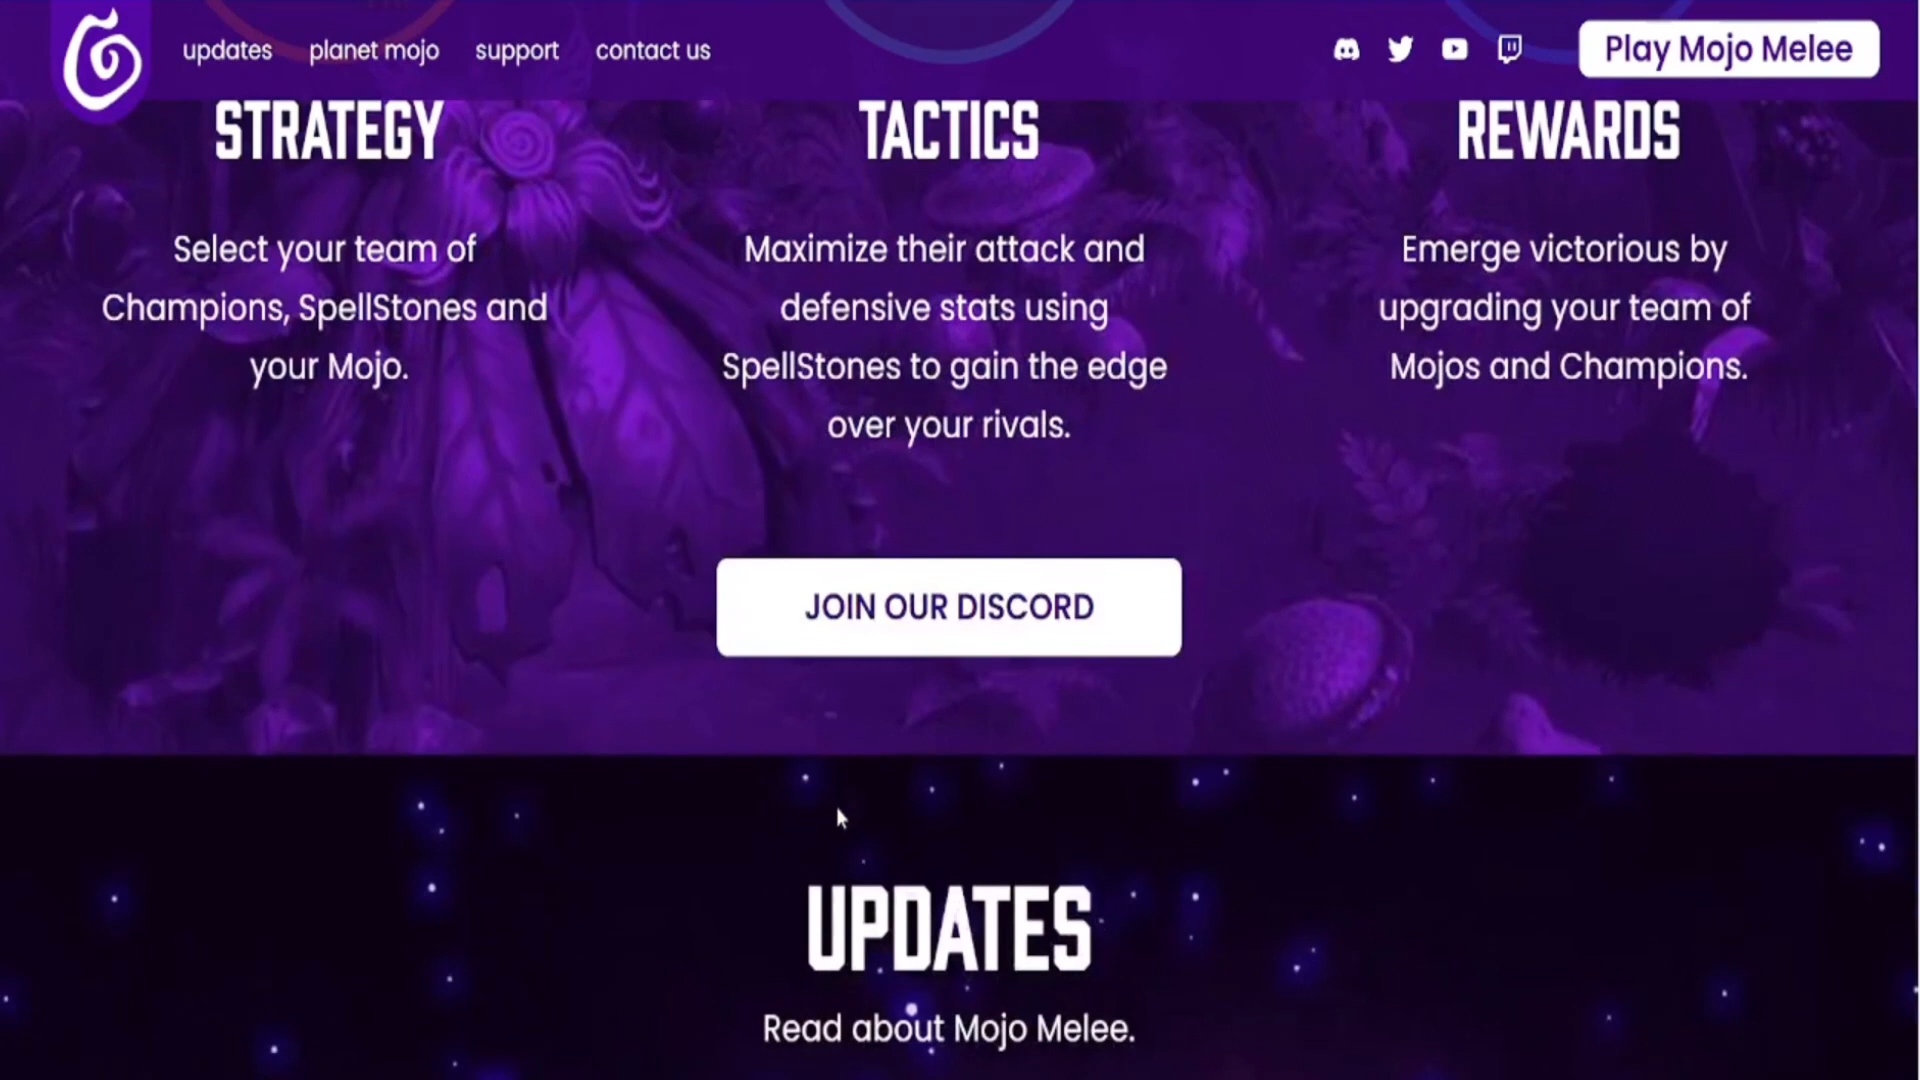 updates planet mojo support contact us Play Mojo Melee
STRATEGY
Select your team of
Champions, SpellStones and
your Mojo.
TACTICS
Maximize their attack and
defensive stats using
SpellStones to gain the edge
over your rivals.
REWARDS
Emerge victorious by
upgrading your team of
Mojos and Champions.
JOIN OUR DISCORD
UPDATES
Read about Mojo Melee.